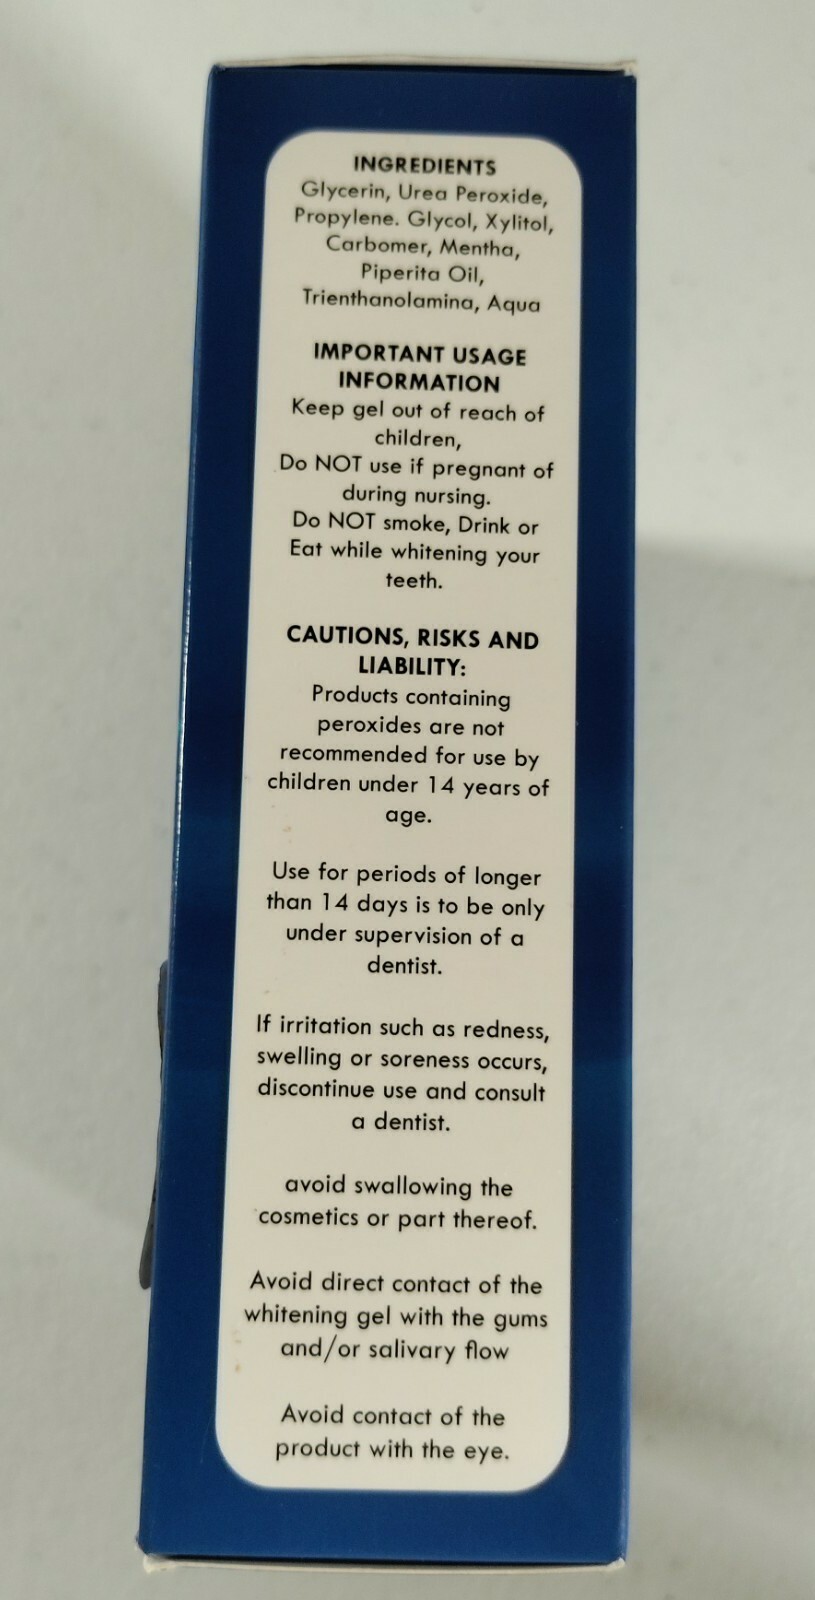 INGREDIENTS
Glycerin, Urea Peroxide,
Propylene. Glycol, Xylitol,
Carbomer, Mentha,
Piperita Oil,
Trienthanolamina, Aqua
IMPORTANT USAGE
INFORMATION
Keep gel out of reach of
children,
Do NOT use if pregnant of
during nursing.
Do NOT smoke, Drink or
Eat while whitening your
teeth.
CAUTIONS, RISKS AND
LIABILITY:
Products containing
peroxides are not
recommended for use by
children under 14 years of
age.
Use for periods of longer
than 14 days is to be only
under supervision of a
dentist.
If irritation such as redness,
swelling or soreness occurs,
discontinue use and consult
a dentist.
avoid swallowing the
cosmetics or part thereof.
Avoid direct contact of the
whitening gel with the gums
and/or salivary flow
Avoid contact of the
product with the eye.